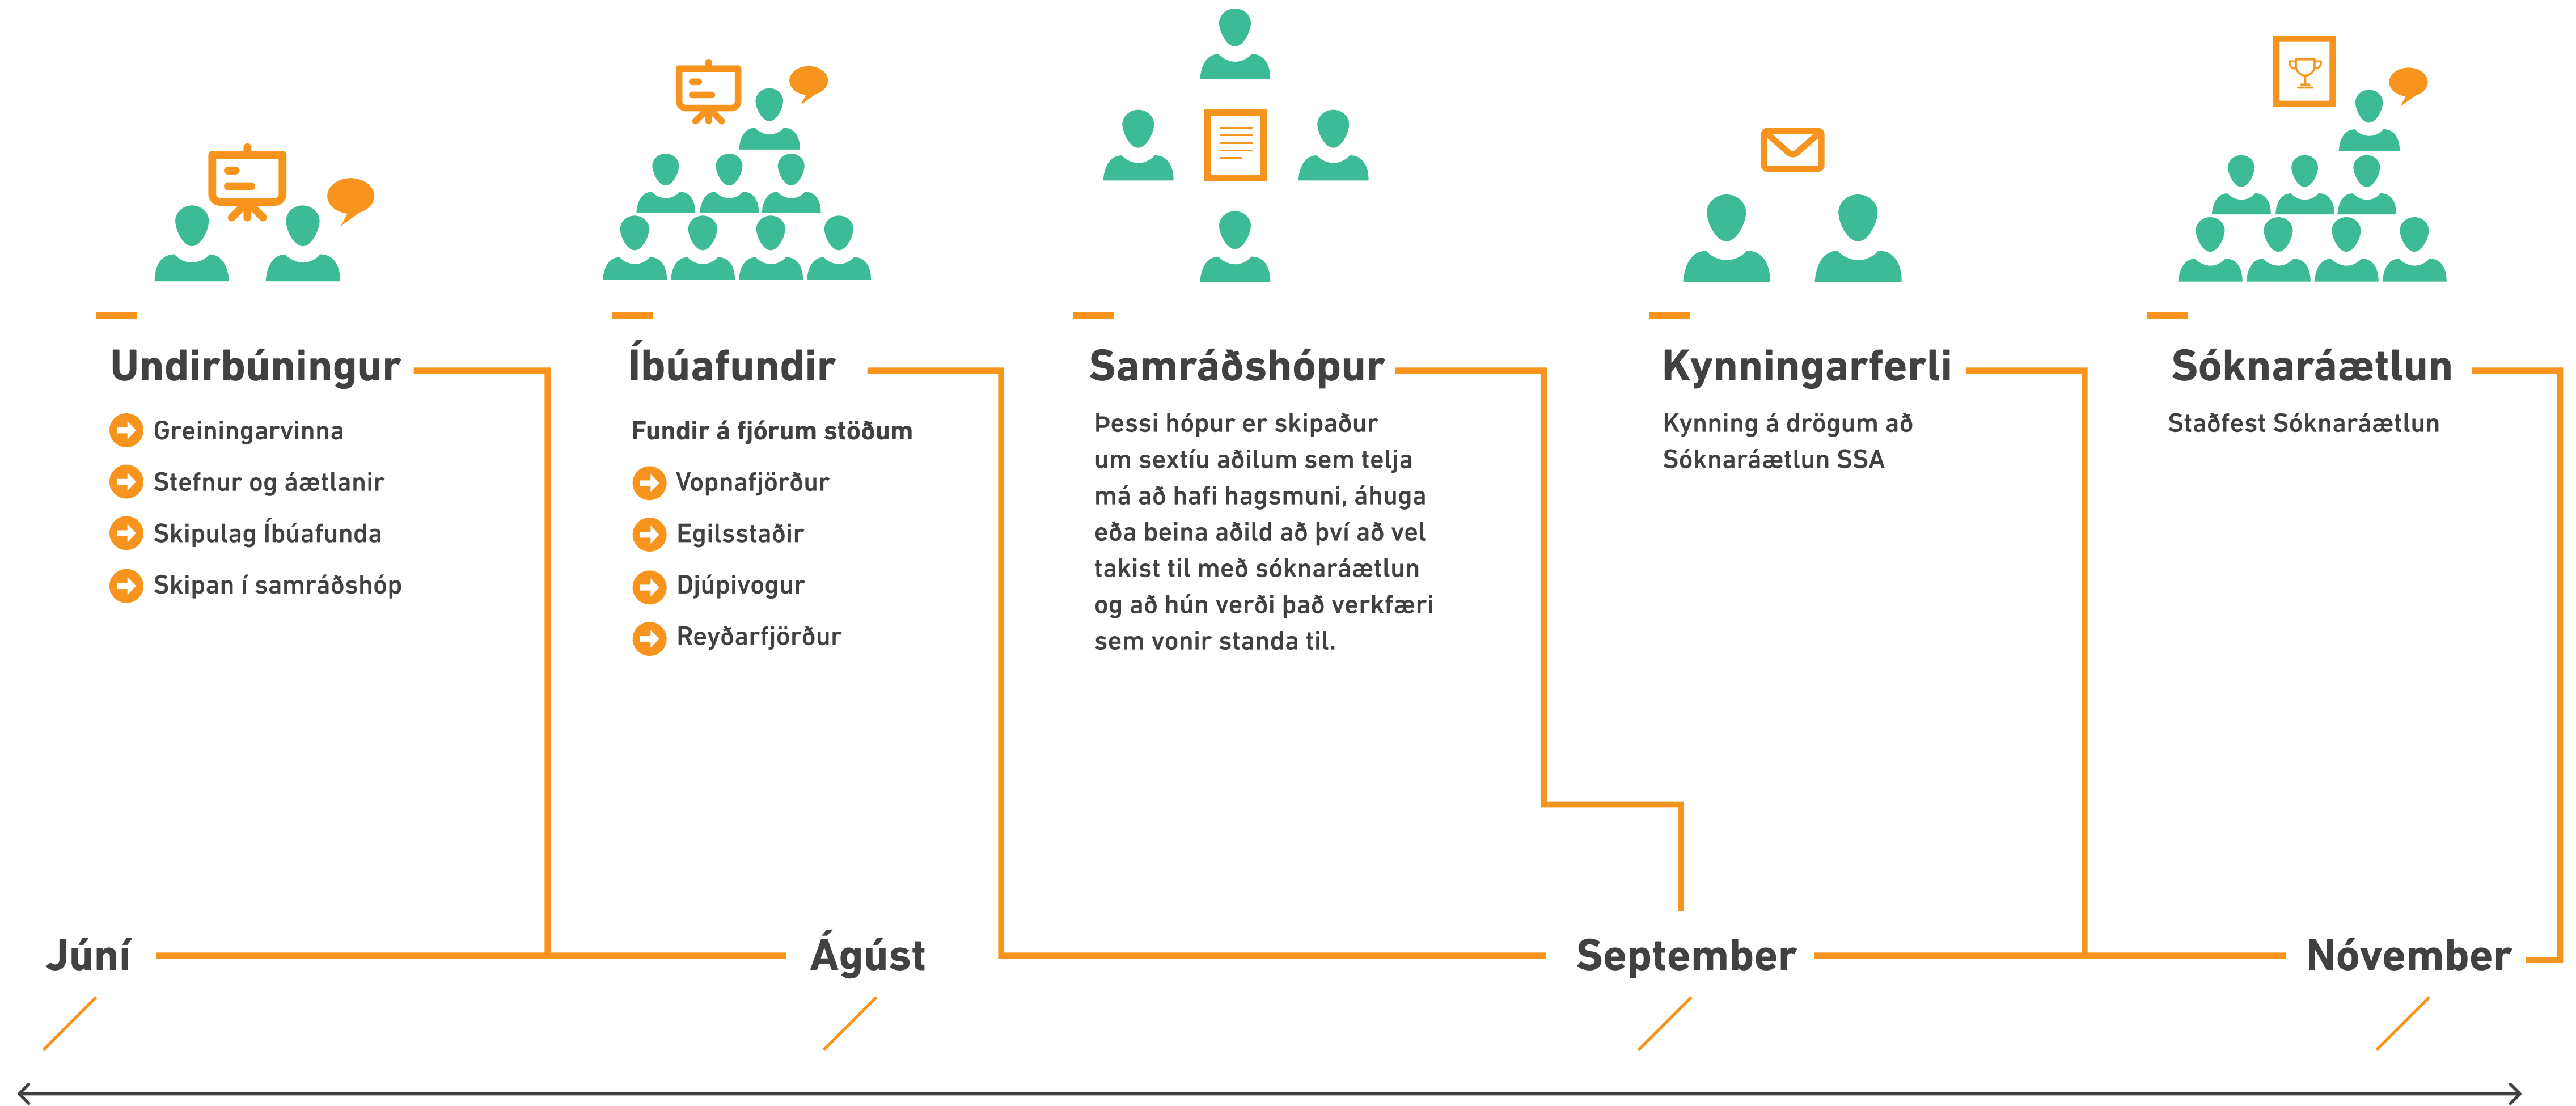 Undirbúningur
Greiningarvinna
Stefnur og áætlanir
Skipulag Íbúafunda
Skipan í samráðshóp
Íbúafundir
Fundir á fjórum stöðum
Vopnafjörður
Egilsstaðir
Djúpivogur
Reyðarfjörður
Samráðshópur
Þessi hópur er skipaður
um sextíu aðilum sem telja
má að hafi hagsmuni, áhuga
eða beina aðild að því að vel
takist til með sóknaráætlun
og að hún verði það verkfæri
sem vonir standa til.
Kynningarferli
Kynning á drögum að
Sóknaráætlun SSA
Sóknaráætlun
Staðfest Sóknaráætlun
Júní
Ágúst
September
Nóvember